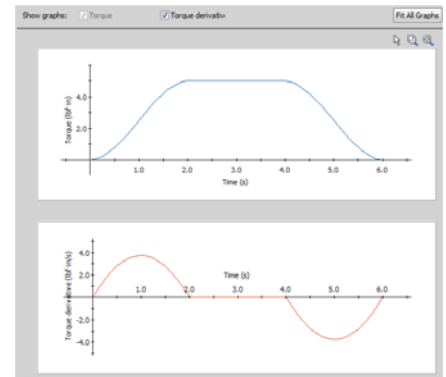 Show graphs: Torque Torque derivative Fit All Graphs
Torque (lbf in)
4.0
2.0
1.0 2.0 3.0 4.0 5.0 6.0
Time (s)
Torque derivative (lbf in/s)
4.0
2.0
Time (s)
1.0 2.0 3.0 4.0 5.0 6.0
-2.0
-4.0